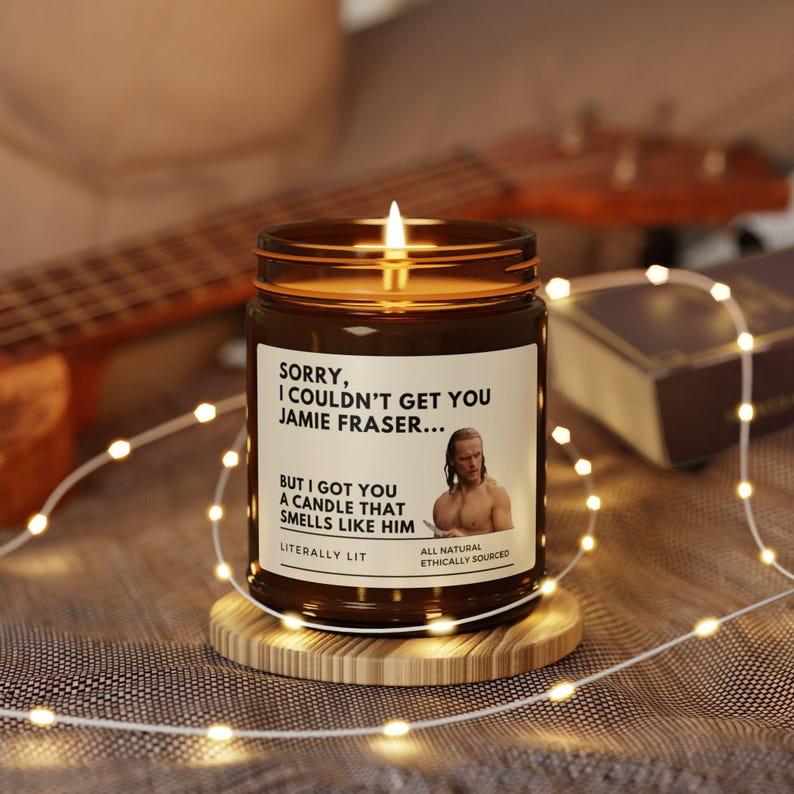 SORRY,
I COULDN'T GET YOU
JAMIE FRASER...
BUT I GOT YOU
A CANDLE THAT
SMELLS LIKE HIM
LITERALLY LIT
ALL NATURAL
ETHICALLY SOURCED